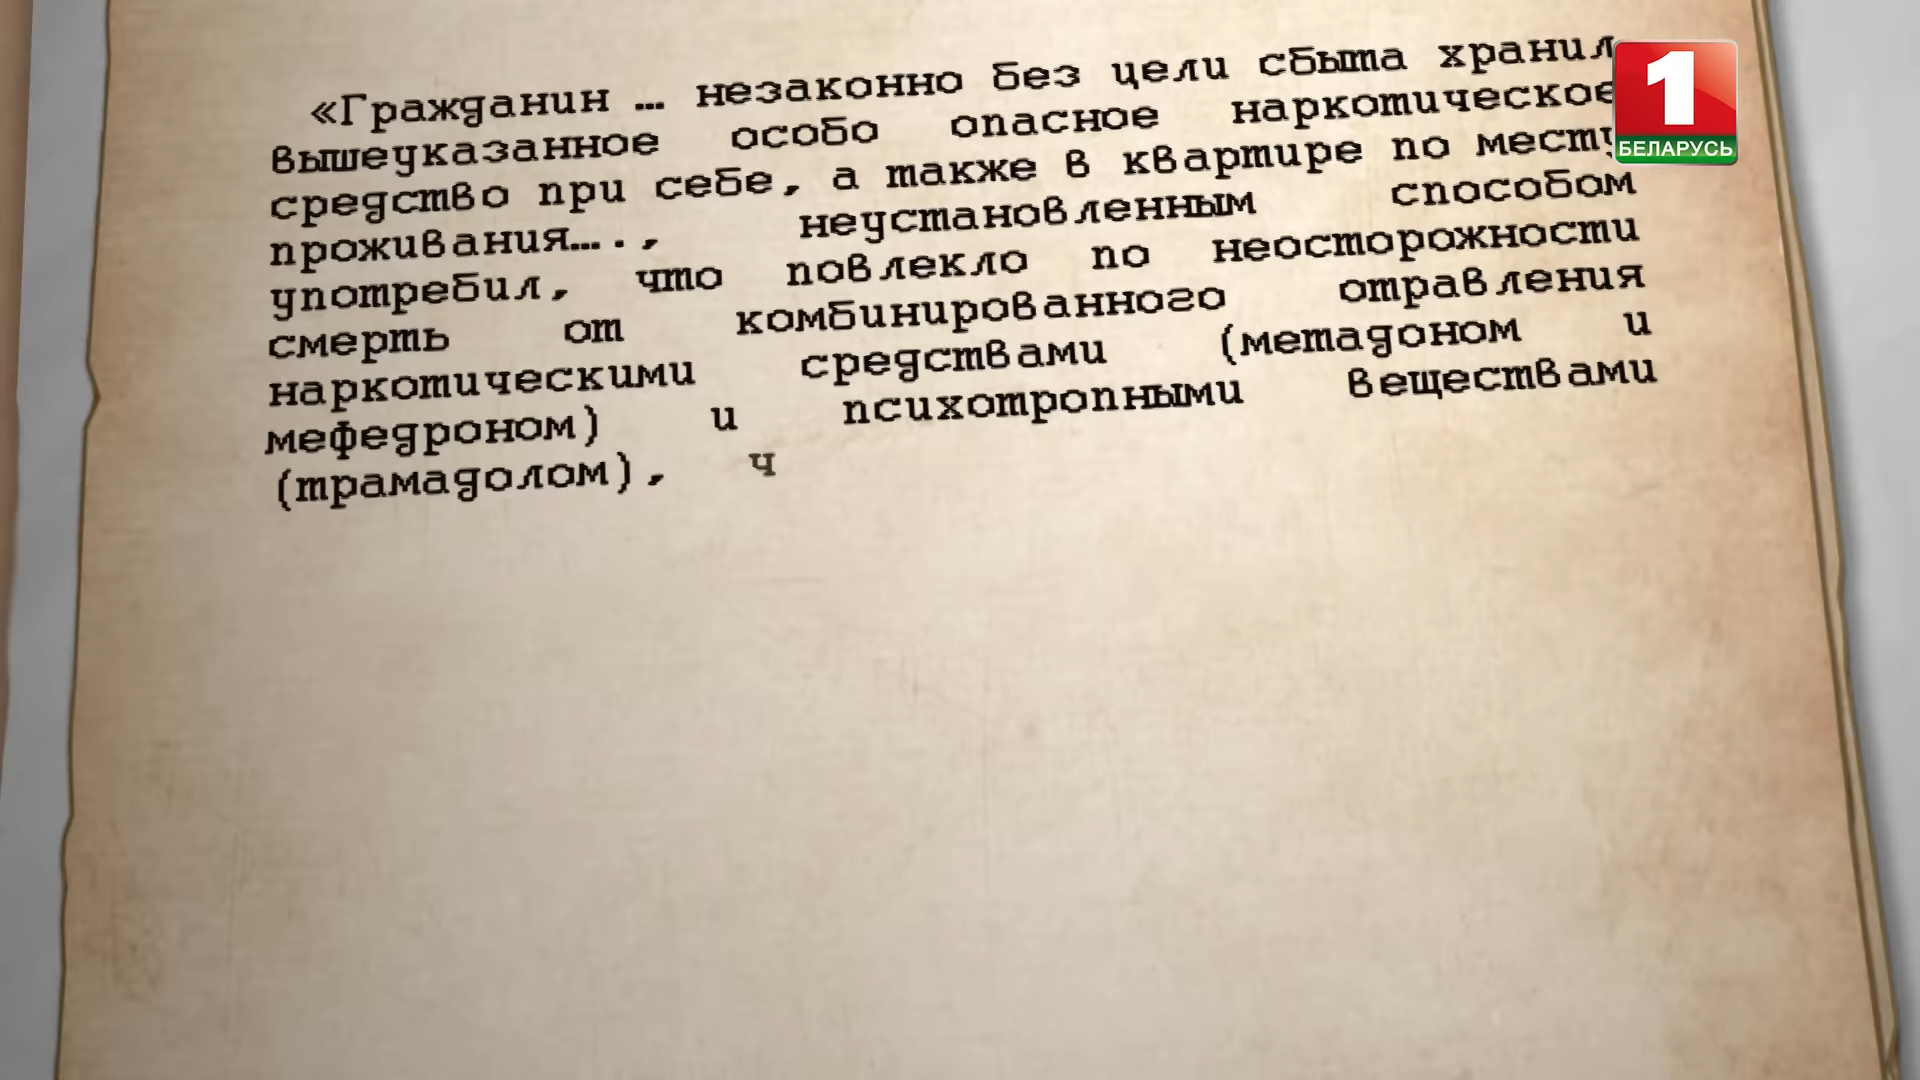 «Гражданин … незаконно без цели сбыта хранил
вышеуказанное особо опасное наркотическое
средство при себе, а также в квартире по месту
проживания….., неустановленным способом
употребил, что повлекло по неосторожности
смерть от комбинированного отравления
наркотическими средствами (метадоном и
мефедроном) и психотропными веществами
(трамадолом), ч
1
БЕЛАРУСЬ